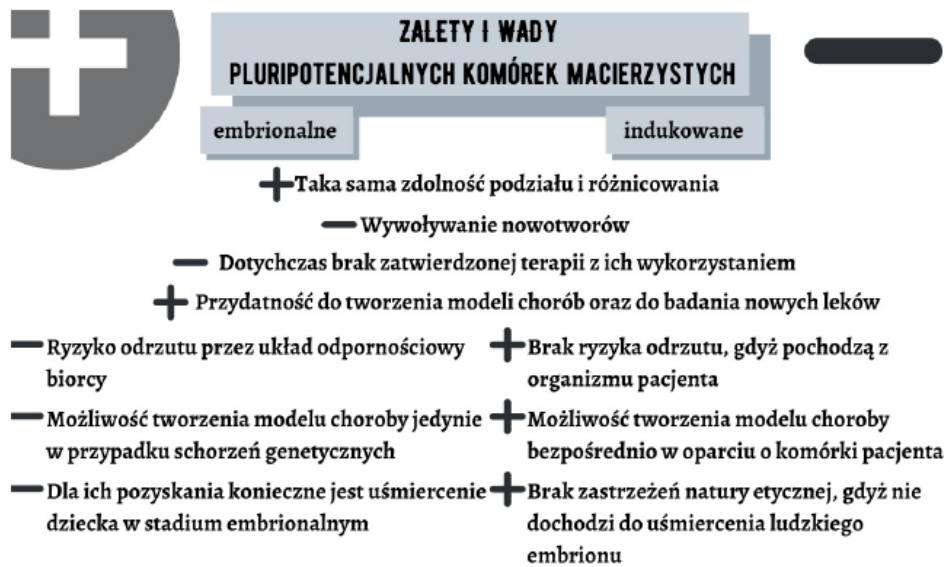 ZALETY I WADY
PLURIPOTENCJALNYCH KOMÓREK MACIERZYSTYCH
embrionalne
indukowane
+Taka sama zdolność podziału i różnicowania
— Wywoływanie nowotworów
— Dotychczas brak zatwierdzonej terapii z ich wykorzystaniem
+ Przydatność do tworzenia modeli chorób oraz do badania nowych leków
— Ryzyko odrzutu przez układ odpornościowy
biorcy
— Możliwość tworzenia modelu choroby jedynie
w przypadku schorzeń genetycznych
— Dla ich pozyskania konieczne jest uśmiercenie
dziecka w stadium embrionalnym
+ Brak ryzyka odrzutu, gdyż pochodzą z
organizmu pacjenta
+ Możliwość tworzenia modelu choroby
bezpośrednio w oparciu o komórki pacjenta
+ Brak zastrzeżeń natury etycznej, gdyż nie
dochodzi do uśmiercenia ludzkiego
embrionu